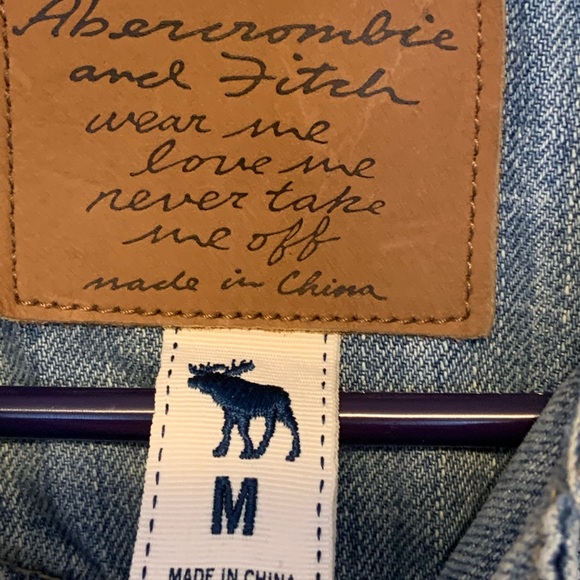 Abercrombie
and Fitch
wear me
love me
never take
me off
made in China
M
MADE IN CHINA